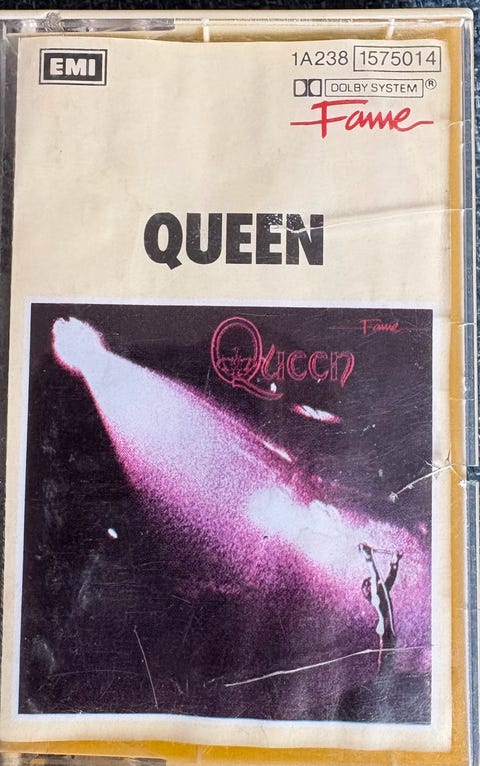 EMI
1A238 1575014
DOLBY SYSTEM ®
Fame
QUEEN
Fame
Queen